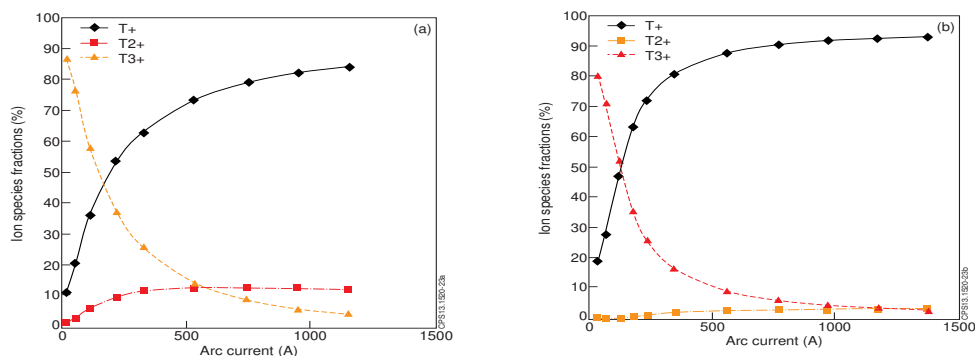 100
90
80
70
60
50
40
30
20
10
0
Ion species fractions (%)
T+
T2+
T3+
(a)
0
500
1000
1500
Arc current (A)
CPS13.1520-23a
100
90
80
70
60
50
40
30
20
10
0
Ion species fractions (%)
T+
T2+
T3+
(b)
0
500
1000
1500
Arc current (A)
CPS13.1520-23b